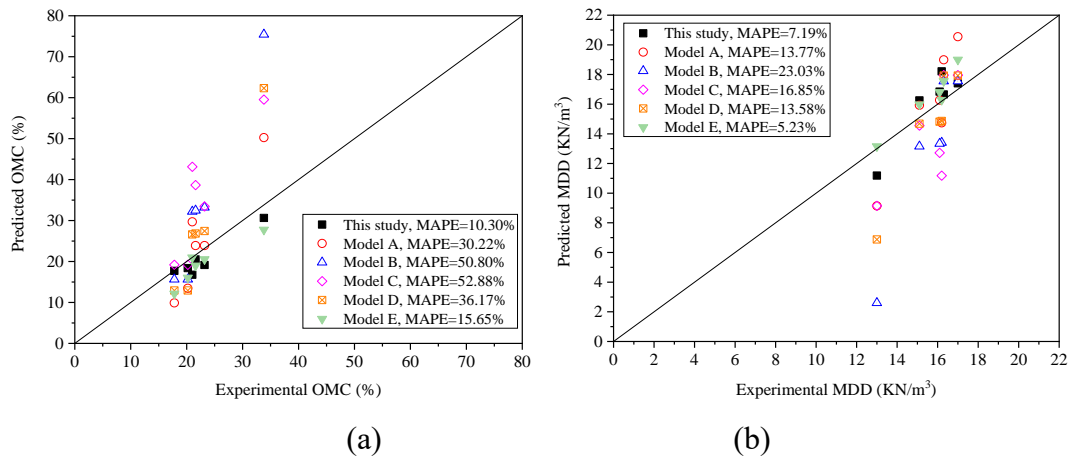 80
70
60
50
40
30
20
10
0
Predicted OMC (%)
This study, MAPE=10.30%
Model A, MAPE=30.22%
Model B, MAPE=50.80%
Model C, MAPE=52.88%
Model D, MAPE=36.17%
Model E, MAPE=15.65%
0 10 20 30 40 50 60 70 80
Experimental OMC (%)
(a)
22
20
18
16
14
12
10
8
6
4
2
0
Predicted MDD (KN/m³)
This study, MAPE=7.19%
Model A, MAPE=13.77%
Model B, MAPE=23.03%
Model C, MAPE=16.85%
Model D, MAPE=13.58%
Model E, MAPE=5.23%
0 2 4 6 8 10 12 14 16 18 20 22
Experimental MDD (KN/m³)
(b)